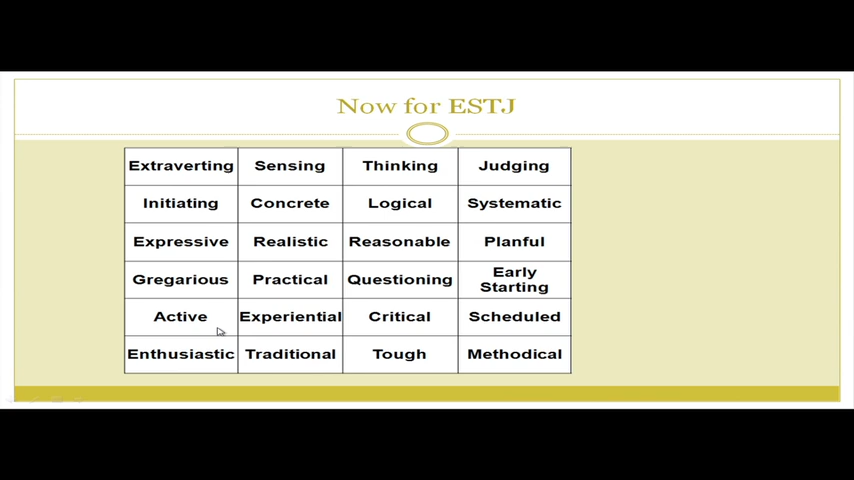 Now for ESTJ
Extraverting Sensing Thinking Judging
Initiating Concrete Logical Systematic
Expressive Realistic Reasonable Planful
Gregarious Practical Questioning Early Starting
Active Experiential Critical Scheduled
Enthusiastic Traditional Tough Methodical